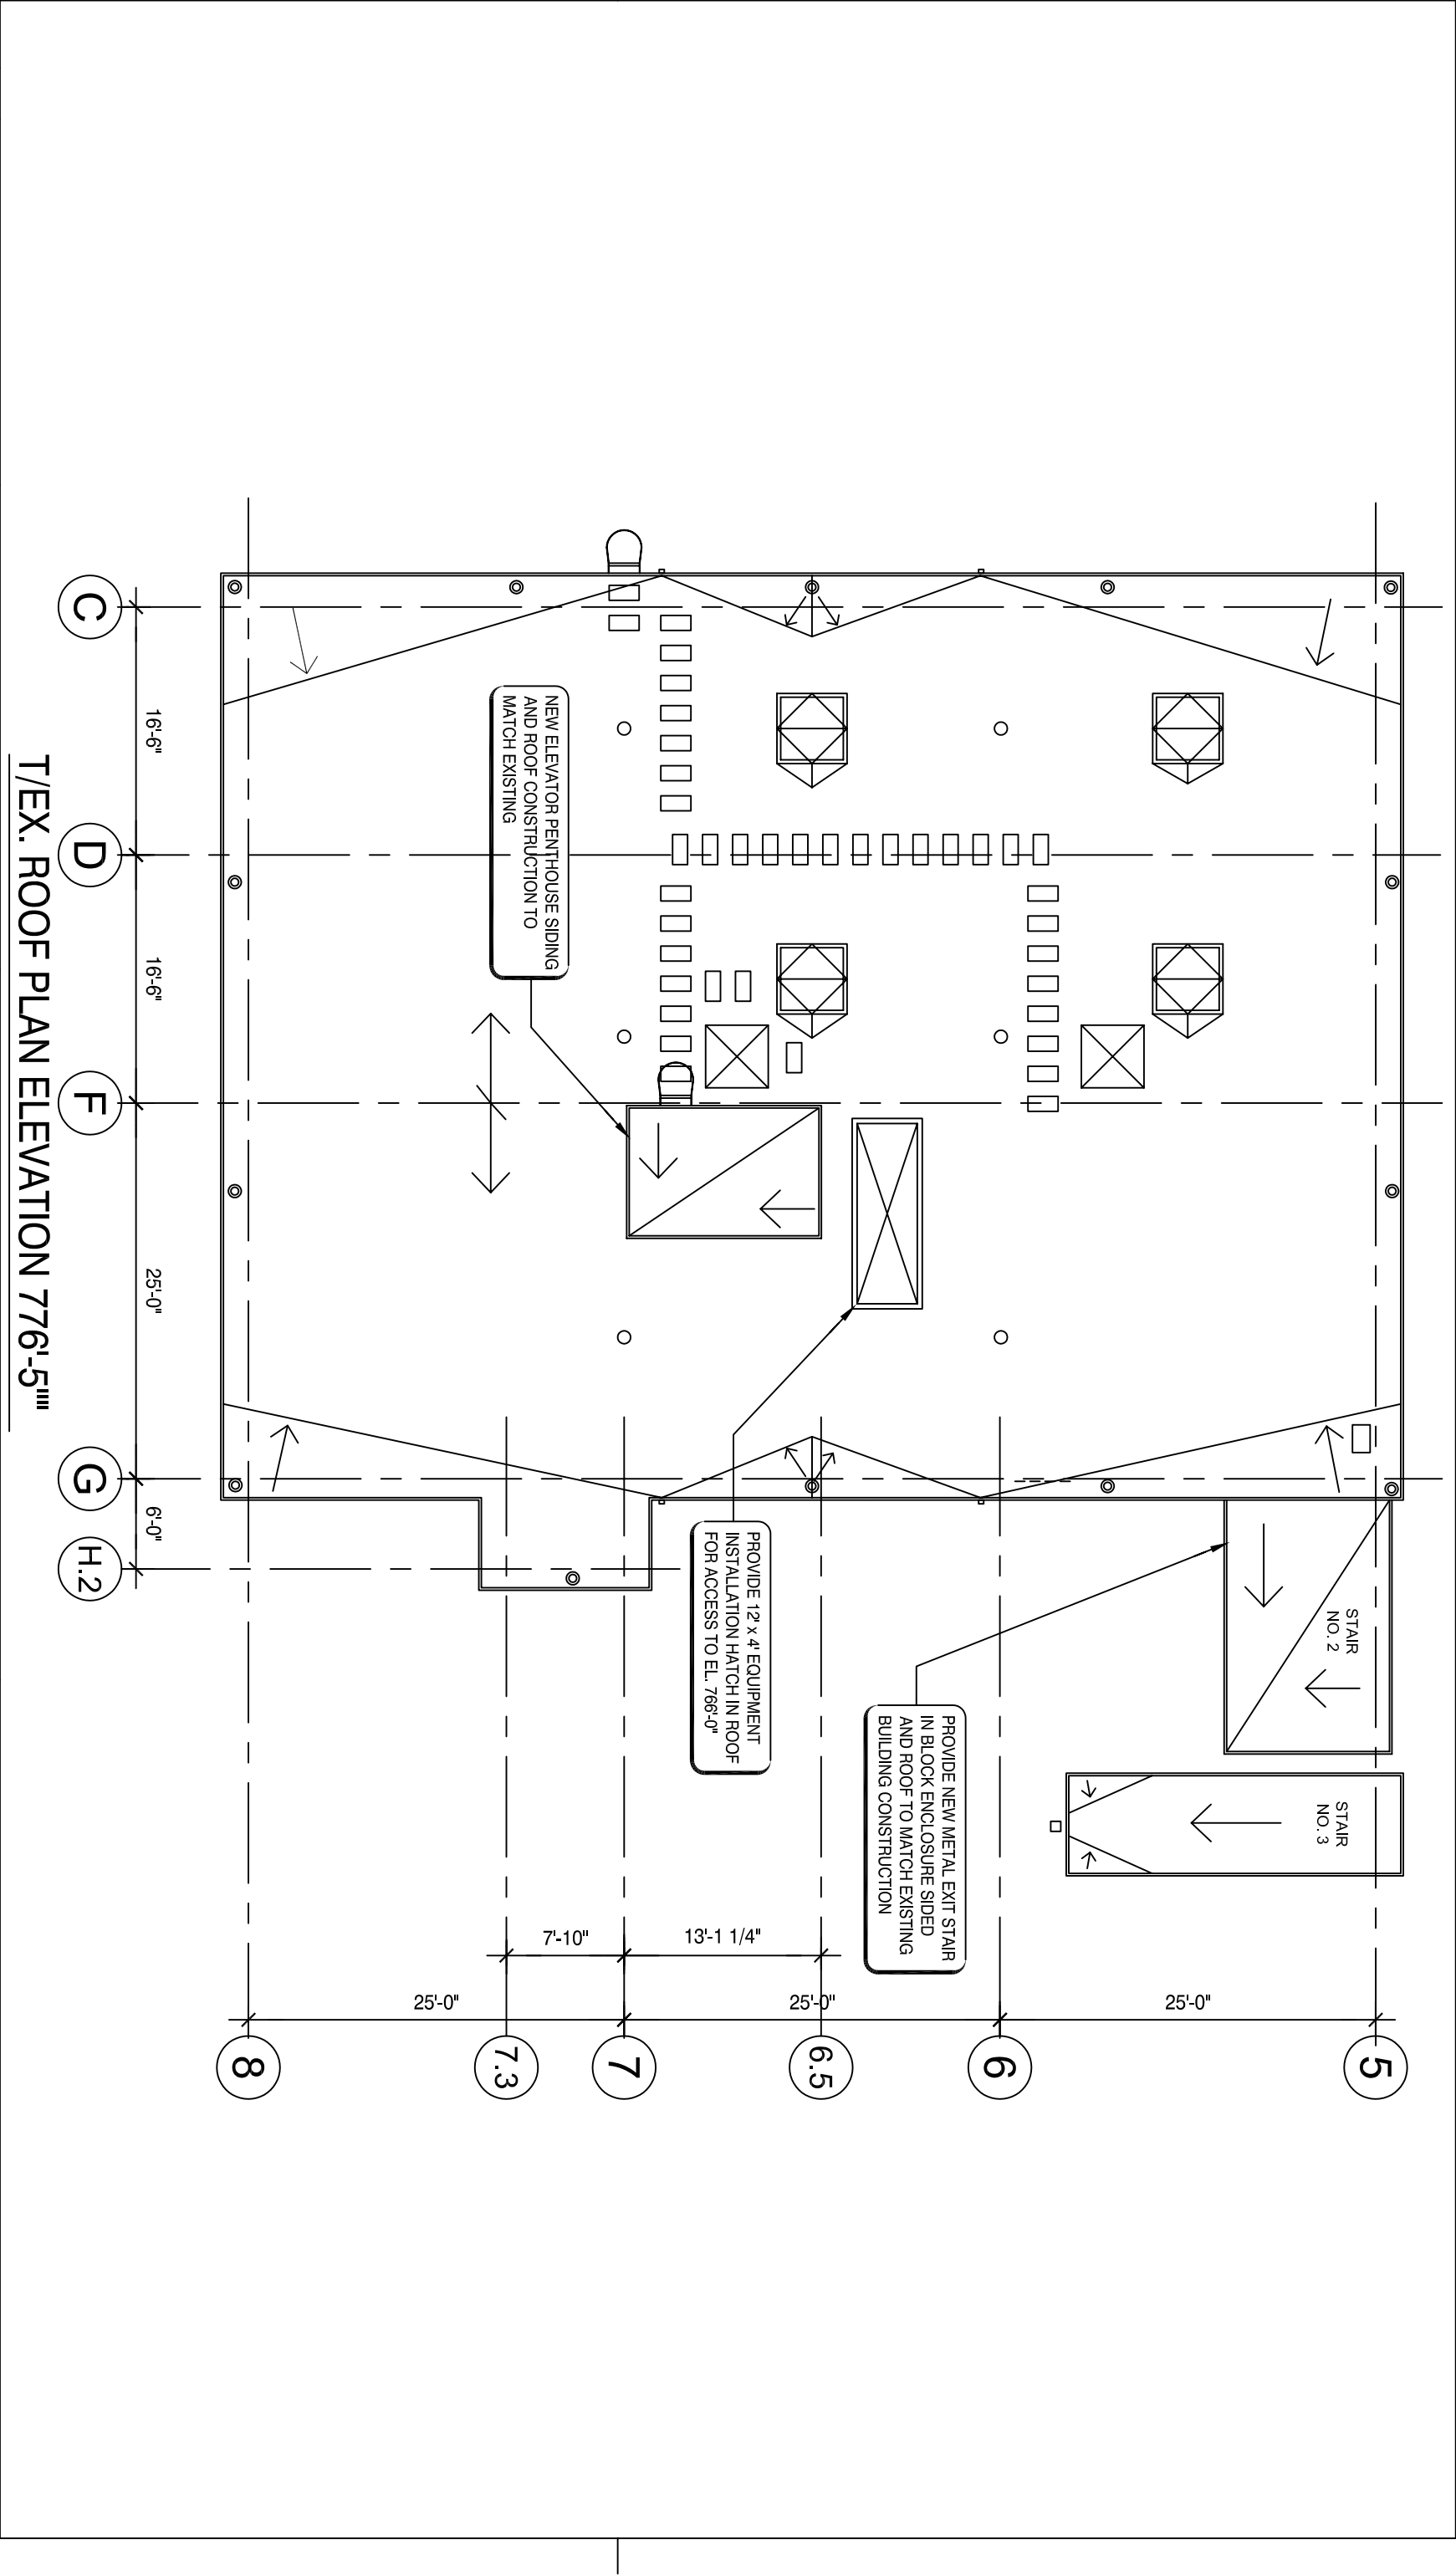 5
6
6.5
7
7.3
8
25'-0"
25'-0"
25'-0"
13'-1 1/4"
7'-10"
STAIR
NO. 2
STAIR
NO. 3
PROVIDE NEW METAL EXIT STAIR
IN BLOCK ENCLOSURE SIDED
AND ROOF TO MATCH EXISTING
BUILDING CONSTRUCTION
PROVIDE 12' x 4' EQUIPMENT
INSTALLATION HATCH IN ROOF
FOR ACCESS TO EL. 766'-0"
NEW ELEVATOR PENTHOUSE SIDING
AND ROOF CONSTRUCTION TO
MATCH EXISTING
16'-6"
16'-6"
25'-0"
6'-0"
C
D
F
G
H.2
T/EX. ROOF PLAN ELEVATION 776'-5""